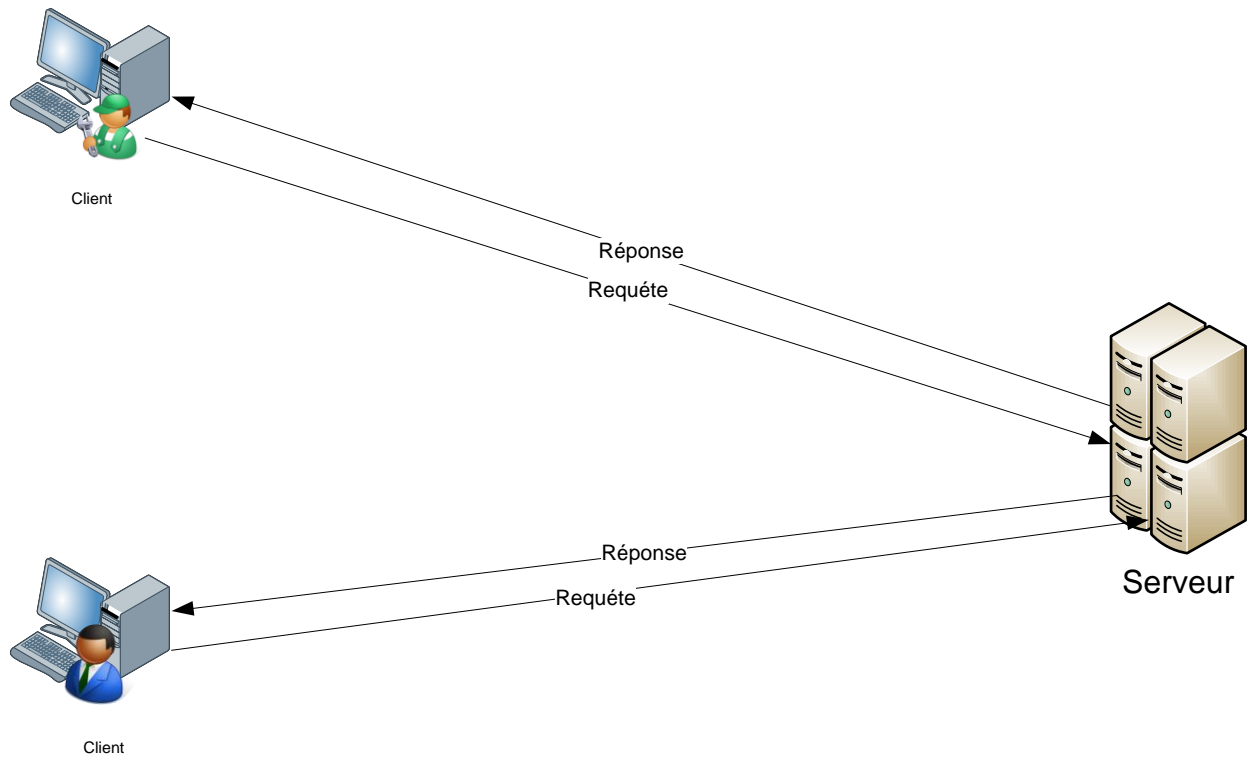 Client
Réponse
Requéte
Réponse
Serveur
Requéte
Client